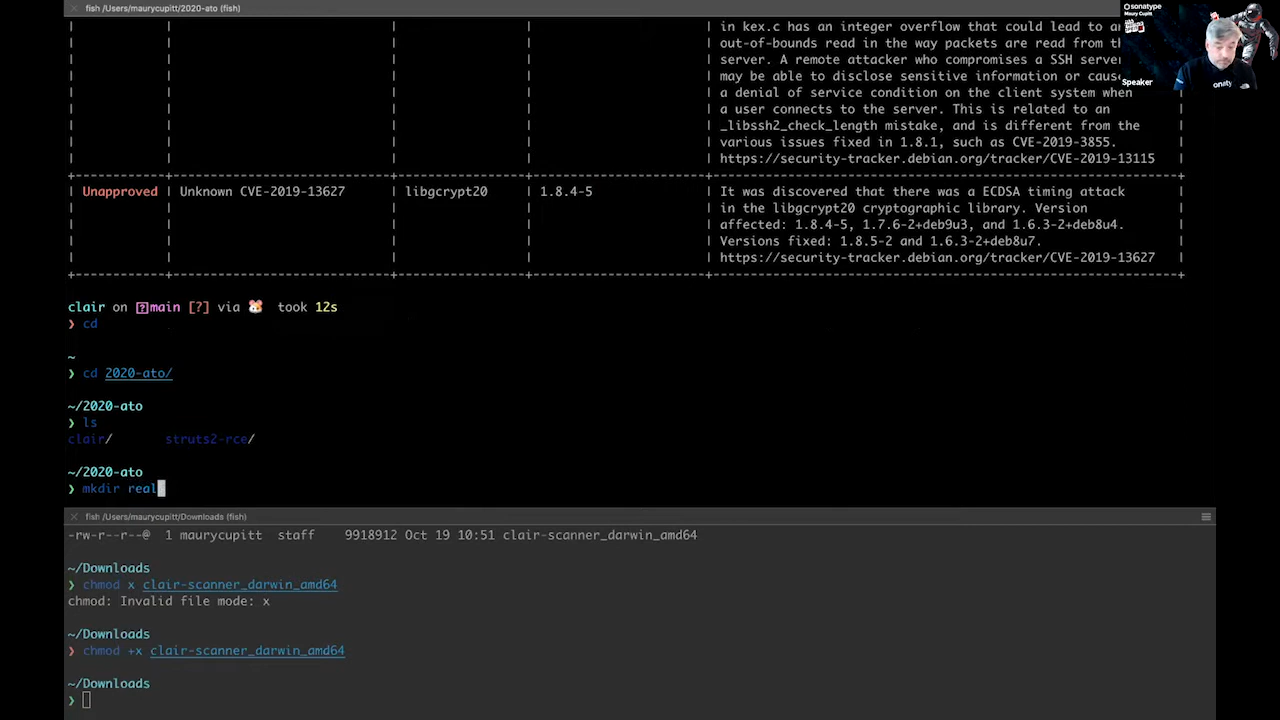 fish /Users/maurycupitt/2020-ato (fish)
sonatype
Maury Cupitt
Speaker
in kex.c has an integer overflow that could lead to
out-of-bounds read in the way packets are read from
server. A remote attacker who compromises a SSH server
may be able to disclose sensitive information or cause
a denial of service condition on the client system when
a user connects to the server. This is related to an
_libssh2_check_length mistake, and is different from the
various issues fixed in 1.8.1, such as CVE-2019-3855.
https://security-tracker.debian.org/tracker/CVE-2019-13115
Unapproved | Unknown CVE-2019-13627 | libgcrypt20 | 1.8.4-5 | It was discovered that there was a ECDSA timing attack
in the libgcrypt20 cryptographic library. Version
affected: 1.8.4-5, 1.7.6-2+deb9u3, and 1.6.3-2+deb8u4.
Versions fixed: 1.8.5-2 and 1.6.3-2+deb8u7.
https://security-tracker.debian.org/tracker/CVE-2019-13627
clair on main [?] via 🐹 took 12s
❯ cd
~
❯ cd 2020-ato/
~/2020-ato
❯ ls
clair/ struts2-rce/
~/2020-ato
❯ mkdir real
fish /Users/maurycupitt/Downloads (fish)
-rw-r--r--@ 1 maurycupitt staff 9918912 Oct 19 10:51 clair-scanner_darwin_amd64
~/Downloads
❯ chmod x clair-scanner_darwin_amd64
chmod: Invalid file mode: x
~/Downloads
❯ chmod +x clair-scanner_darwin_amd64
~/Downloads
❯